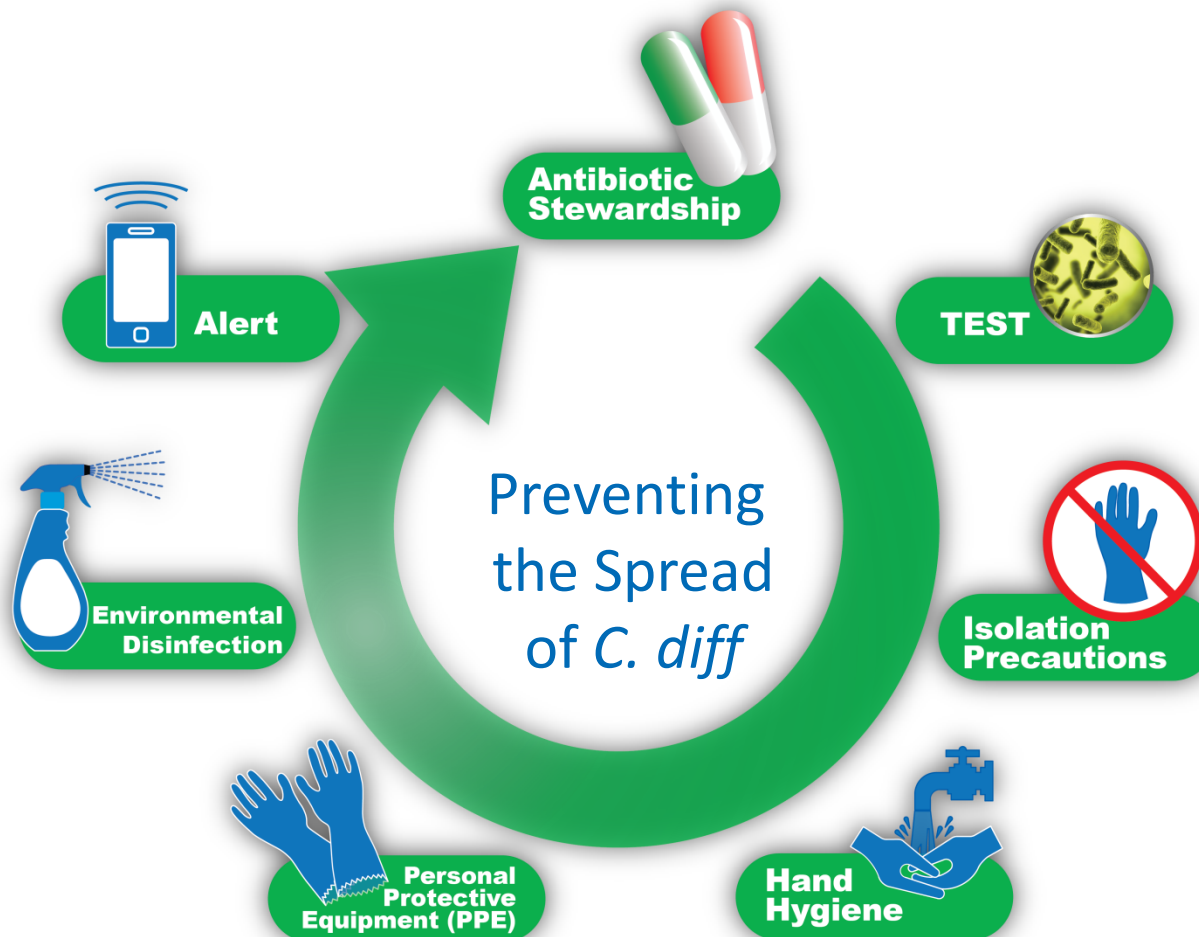 Antibiotic
Stewardship
TEST
Isolation
Precautions
Hand
Hygiene
Personal
Protective
Equipment (PPE)
Environmental
Disinfection
Alert
Preventing
the Spread
of C. diff